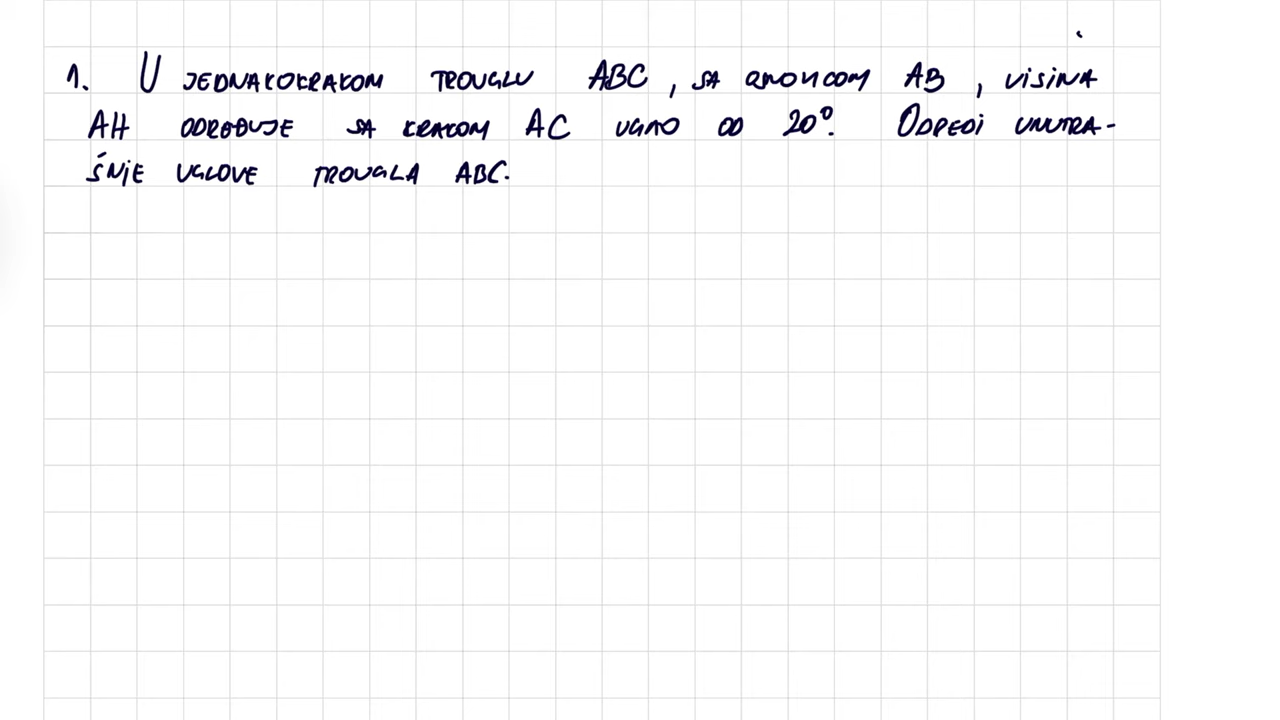 1. U JEDNAKOKRAKOM TROUGLU ABC, SA OSNOVICOM AB, VISINA
AH ODREĐUJE SA KRAKOM AC UGAO OD 20°. ODREDI UNUTRA-
ŠNJE UGLOVE TROUGLA ABC.